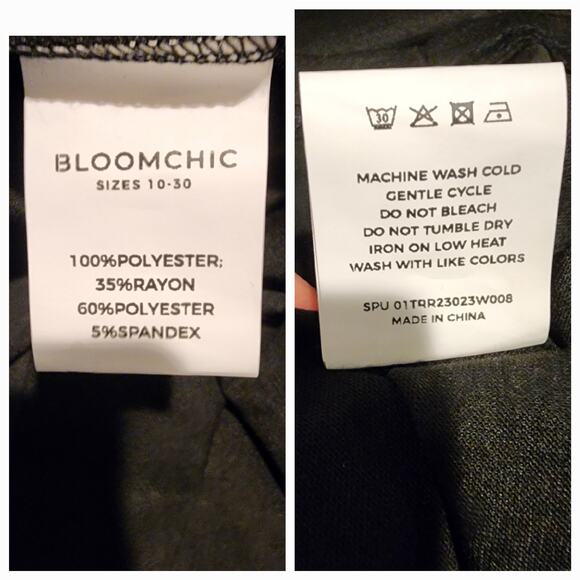 BLOOMCHIC
SIZES 10-30
100%POLYESTER;
35%RAYON
60%POLYESTER
5%SPANDEX
30
MACHINE WASH COLD
GENTLE CYCLE
DO NOT BLEACH
DO NOT TUMBLE DRY
IRON ON LOW HEAT
WASH WITH LIKE COLORS
SPU 01TRR23023W008
MADE IN CHINA